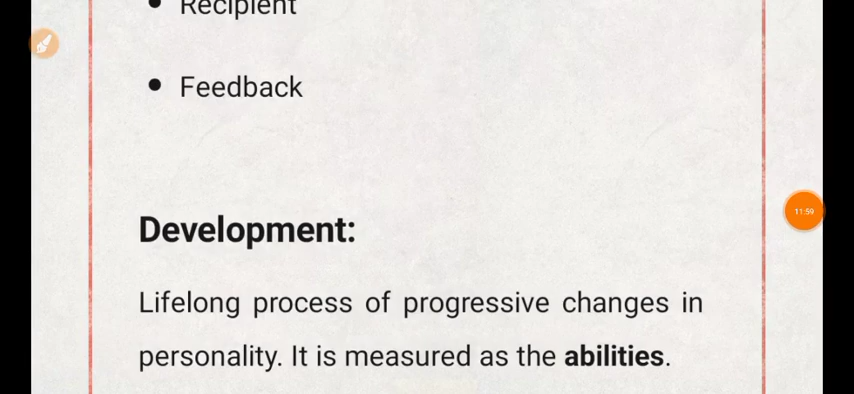 • Recipient
• Feedback
Development:
Lifelong process of progressive changes in
personality. It is measured as the abilities.
11:59